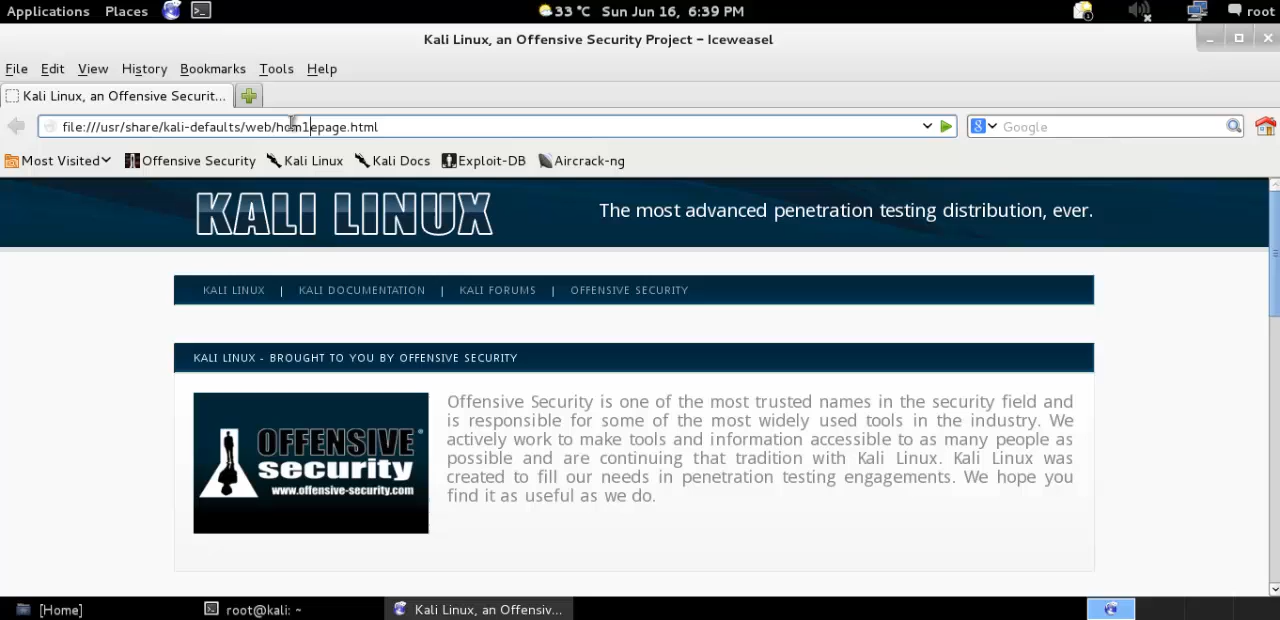 Applications Places 33 °C Sun Jun 16, 6:39 PM root
Kali Linux, an Offensive Security Project – Iceweasel
File Edit View History Bookmarks Tools Help
Kali Linux, an Offensive Securit...
file:///usr/share/kali-defaults/web/hom1epage.html Google
Most Visited Offensive Security Kali Linux Kali Docs Exploit-DB Aircrack-ng
KALI LINUX
The most advanced penetration testing distribution, ever.
KALI LINUX | KALI DOCUMENTATION | KALI FORUMS | OFFENSIVE SECURITY
KALI LINUX - BROUGHT TO YOU BY OFFENSIVE SECURITY
OFFENSIVE
security
www.offensive-security.com
Offensive Security is one of the most trusted names in the security field and
is responsible for some of the most widely used tools in the industry. We
actively work to make tools and information accessible to as many people as
possible and are continuing that tradition with Kali Linux. Kali Linux was
created to fill our needs in penetration testing engagements. We hope you
find it as useful as we do.
[Home] root@kali: ~ Kali Linux, an Offensiv...